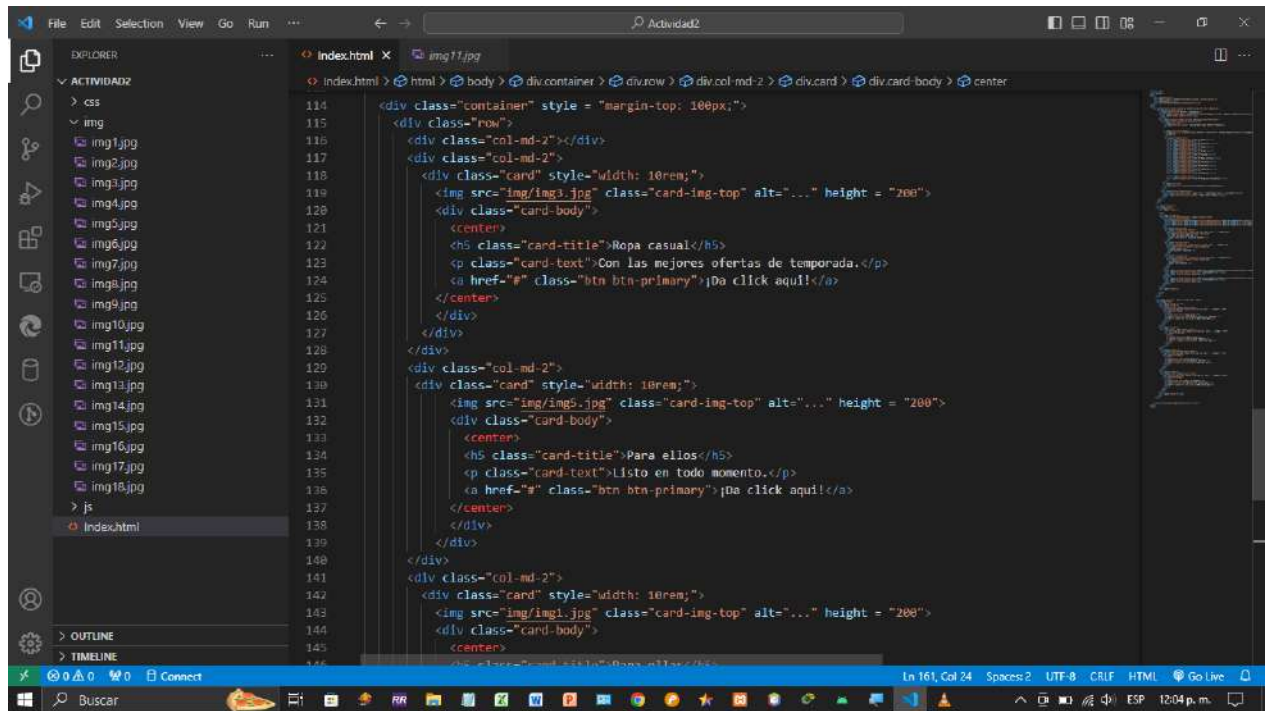 File Edit Selection View Go Run ... Actividad2
EXPLORER ...
ACTIVIDAD2
css
img
img1.jpg
img2.jpg
img3.jpg
img4.jpg
img5.jpg
img6.jpg
img7.jpg
img8.jpg
img9.jpg
img10.jpg
img11.jpg
img12.jpg
img13.jpg
img14.jpg
img15.jpg
img16.jpg
img17.jpg
img18.jpg
js
Index.html
OUTLINE
TIMELINE
Index.html img11.jpg
Index.html > html > body > div.container > div.row > div.col-md-2 > div.card > div.card-body > center
114 <div class="container" style = "margin-top: 100px;">
115 <div class="row">
116 <div class="col-md-2"></div>
117 <div class="col-md-2">
118 <div class="card" style="width: 10rem;">
119 <img src="img/img3.jpg" class="card-img-top" alt="..." height = "200">
120 <div class="card-body">
121 <center>
122 <h5 class="card-title">Ropa casual</h5>
123 <p class="card-text">Con las mejores ofertas de temporada.</p>
124 <a href="#" class="btn btn-primary">¡Da click aquí!</a>
125 </center>
126 </div>
127 </div>
128 </div>
129 <div class="col-md-2">
130 <div class="card" style="width: 10rem;">
131 <img src="img/img5.jpg" class="card-img-top" alt="..." height = "200">
132 <div class="card-body">
133 <center>
134 <h5 class="card-title">Para ellos</h5>
135 <p class="card-text">Listo en todo momento.</p>
136 <a href="#" class="btn btn-primary">¡Da click aquí!</a>
137 </center>
138 </div>
139 </div>
140 </div>
141 <div class="col-md-2">
142 <div class="card" style="width: 10rem;">
143 <img src="img/img1.jpg" class="card-img-top" alt="..." height = "200">
144 <div class="card-body">
145 <center>
0 0 0 Connect Ln 161, Col 24 Spaces: 2 UTF-8 CRLF HTML Go Live
Buscar RR ESP 12:04 p. m.